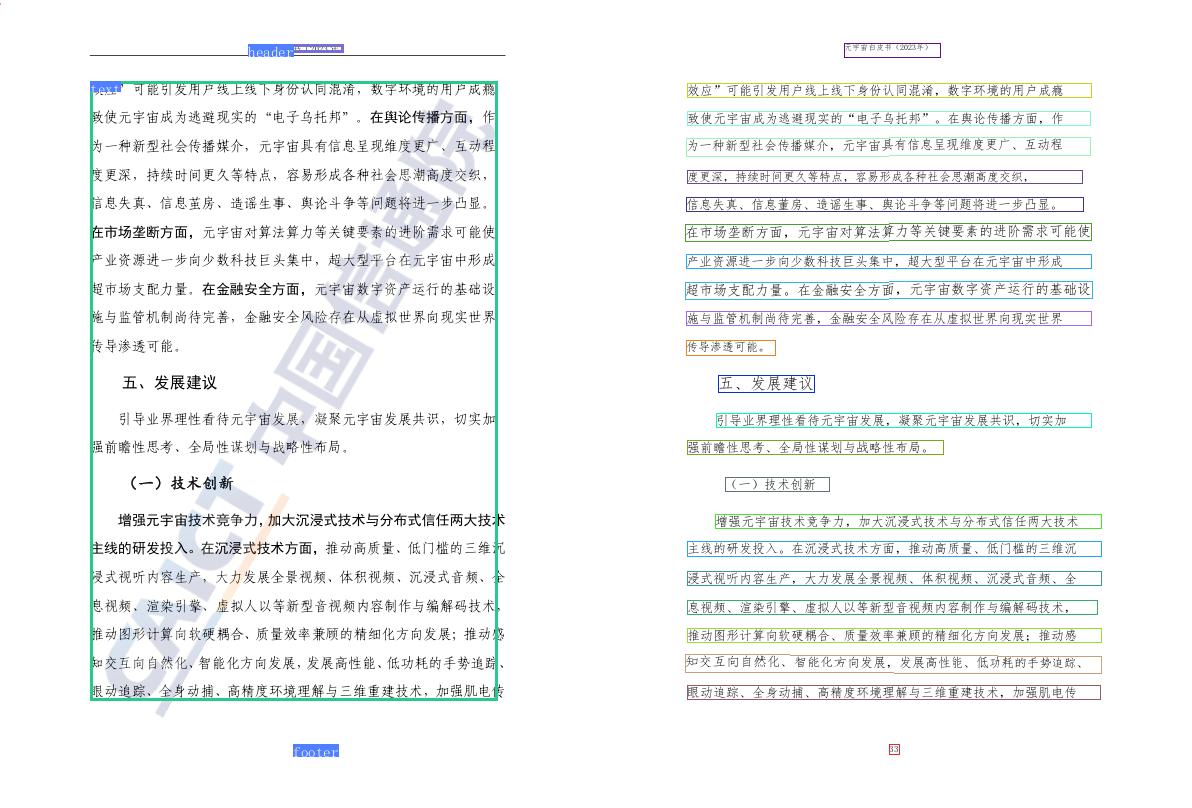 header
text
效应”可能引发用户线上线下身份认同混淆，数字环境的用户成瘾
致使元宇宙成为逃避现实的“电子乌托邦”。在舆论传播方面，作
为一种新型社会传播媒介，元宇宙具有信息呈现维度更广、互动程
度更深，持续时间更久等特点，容易形成各种社会思潮高度交织，
信息失真、信息茧房、造谣生事、舆论斗争等问题将进一步凸显。
在市场垄断方面，元宇宙对算法算力等关键要素的进阶需求可能使
产业资源进一步向少数科技巨头集中，超大型平台在元宇宙中形成
超市场支配力量。在金融安全方面，元宇宙数字资产运行的基础设
施与监管机制尚待完善，金融安全风险存在从虚拟世界向现实世界
传导渗透可能。
五、发展建议
引导业界理性看待元宇宙发展，凝聚元宇宙发展共识，切实加
强前瞻性思考、全局性谋划与战略性布局。
（一）技术创新
增强元宇宙技术竞争力，加大沉浸式技术与分布式信任两大技术
主线的研发投入。在沉浸式技术方面，推动高质量、低门槛的三维沉
浸式视听内容生产，大力发展全景视频、体积视频、沉浸式音频、全
息视频、渲染引擎、虚拟人以等新型音视频内容制作与编解码技术，
推动图形计算向软硬耦合、质量效率兼顾的精细化方向发展；推动感
知交互向自然化、智能化方向发展，发展高性能、低功耗的手势追踪、
眼动追踪、全身动捕、高精度环境理解与三维重建技术，加强肌电传
CAICT 中国信通院
footer
元宇宙白皮书（2023年）
效应”可能引发用户线上线下身份认同混淆，数字环境的用户成瘾
致使元宇宙成为逃避现实的“电子乌托邦”。在舆论传播方面，作
为一种新型社会传播媒介，元宇宙具有信息呈现维度更广、互动程
度更深，持续时间更久等特点，容易形成各种社会思潮高度交织，
信息失真、信息董房、造谣生事、舆论斗争等问题将进一步凸显。
在市场垄断方面，元宇宙对算法算力等关键要素的进阶需求可能使
产业资源进一步向少数科技巨头集中，超大型平台在元宇宙中形成
超市场支配力量。在金融安全方面，元宇宙数字资产运行的基础设
施与监管机制尚待完善，金融安全风险存在从虚拟世界向现实世界
传导渗透可能。
五、发展建议
引导业界理性看待元宇宙发展，凝聚元宇宙发展共识，切实加
强前瞻性思考、全局性谋划与战略性布局。
（一）技术创新
增强元宇宙技术竞争力，加大沉浸式技术与分布式信任两大技术
主线的研发投入。在沉浸式技术方面，推动高质量、低门槛的三维沉
浸式视听内容生产，大力发展全景视频、体积视频、沉浸式音频、全
息视频、渲染引擎、虚拟人以等新型音视频内容制作与编解码技术，
推动图形计算向软硬耦合、质量效率兼顾的精细化方向发展；推动感
知交互向自然化、智能化方向发展，发展高性能、低功耗的手势追踪、
眼动追踪、全身动捕、高精度环境理解与三维重建技术，加强肌电传
33